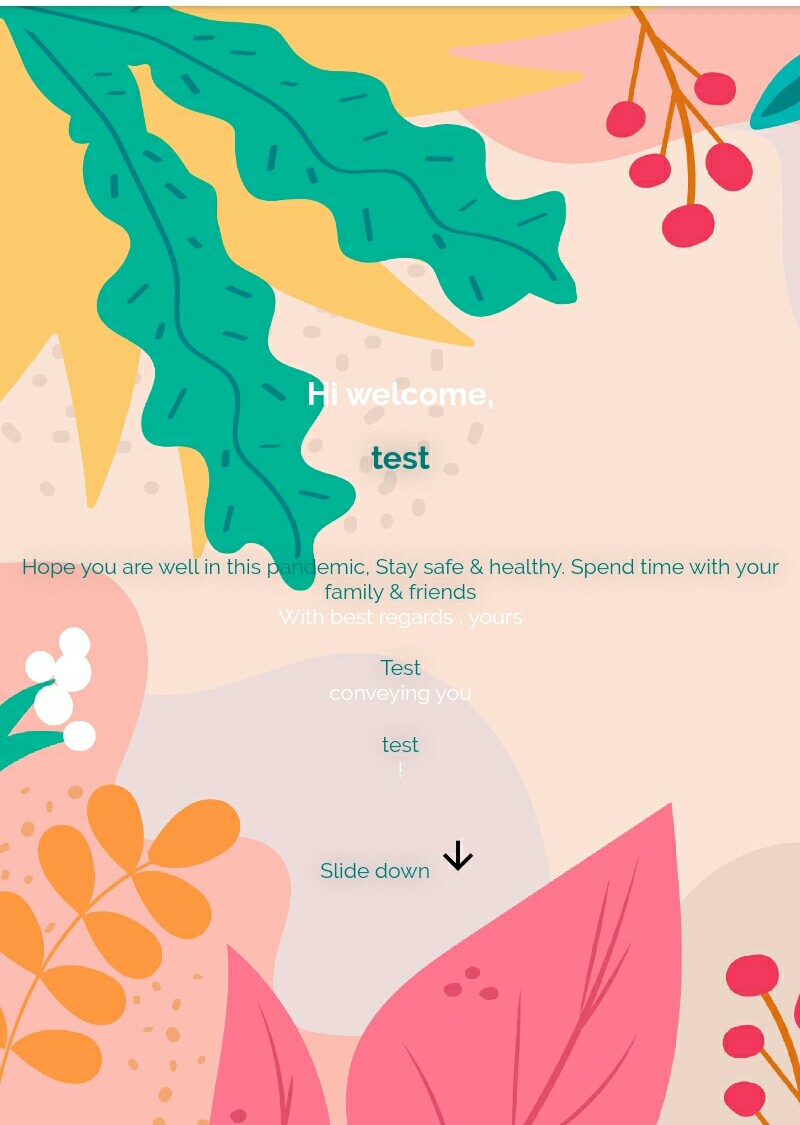 Hi welcome,
test
Hope you are well in this pandemic, Stay safe & healthy. Spend time with your
family & friends
With best regards , yours
Test
conveying you
test
!
Slide down